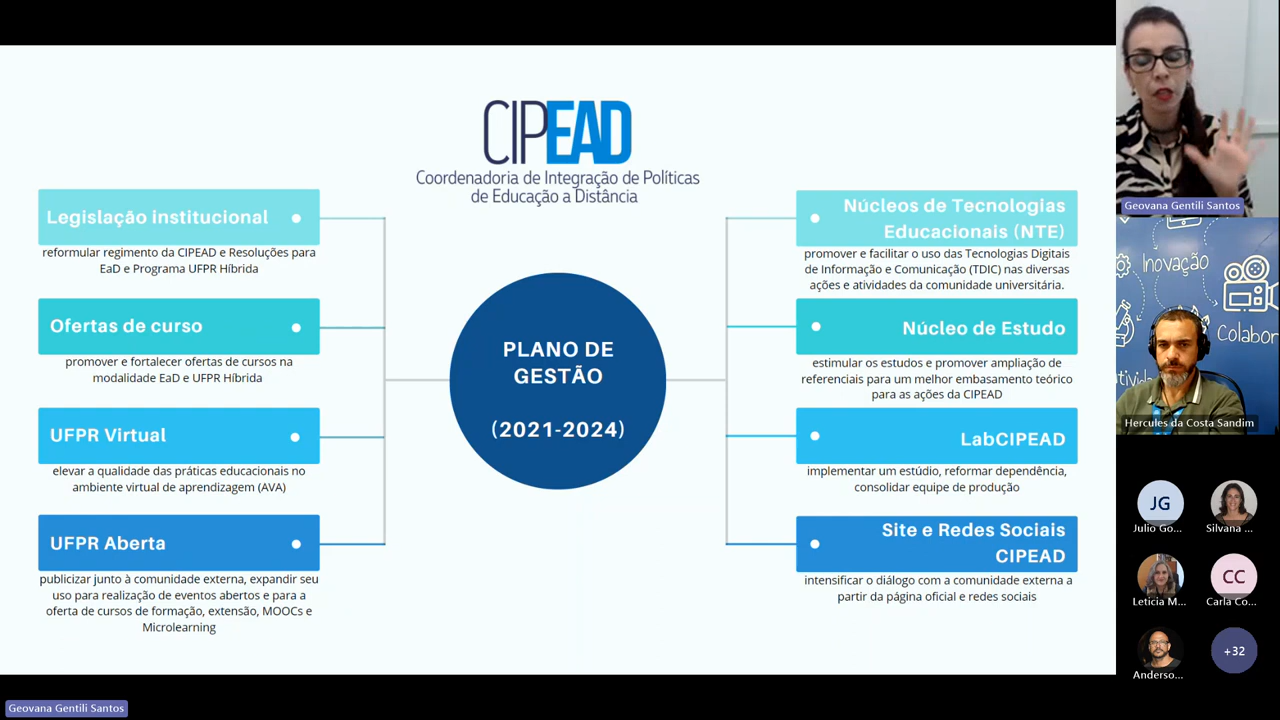 CIPEAD
Coordenadoria de Integração de Políticas
de Educação a Distância
Legislação institucional
reformular regimento da CIPEAD e Resoluções para
EaD e Programa UFPR Híbrida
Ofertas de curso
promover e fortalecer ofertas de cursos na
modalidade EaD e UFPR Híbrida
UFPR Virtual
elevar a qualidade das práticas educacionais no
ambiente virtual de aprendizagem (AVA)
UFPR Aberta
publicizar junto à comunidade externa, expandir seu
uso para realização de eventos abertos e para a
oferta de cursos de formação, extensão, MOOCs e
Microlearning
PLANO DE
GESTÃO
(2021-2024)
Núcleos de Tecnologias
Educacionais (NTE)
promover e facilitar o uso das Tecnologias Digitais
de Informação e Comunicação (TDIC) nas diversas
ações e atividades da comunidade universitária.
Núcleo de Estudo
estimular os estudos e promover ampliação de
referenciais para um melhor embasamento teórico
para as ações da CIPEAD
LabCIPEAD
implementar um estúdio, reformar dependência,
consolidar equipe de produção
Site e Redes Sociais
CIPEAD
intensificar o diálogo com a comunidade externa a
partir da página oficial e redes sociais
Geovana Gentili Santos
Inovação
Colabor
Hercules da Costa Sandim
JG
Julio Go...
Silvana ...
Leticia M...
CC
Carla Co...
Anderso...
+32
Geovana Gentili Santos